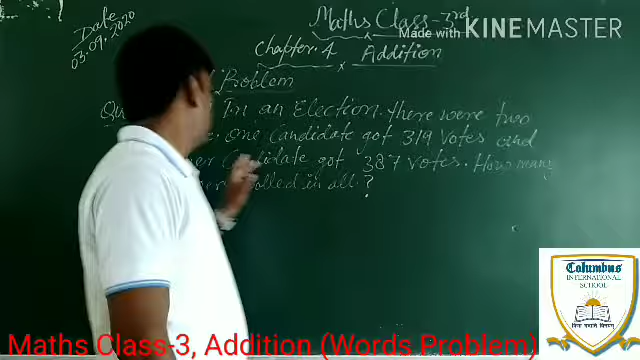 Date
03.09.2020
Maths Class-3rd
Chapter.4 Addition
Problem
In an Election. there were two
One Candidate got 319 Votes and
Candidate got 387 Votes. How many
polled in all. ?
Made with KINEMASTER
Columbus
INTERNATIONAL
SCHOOL
Maths Class-3, Addition (Words Problem)